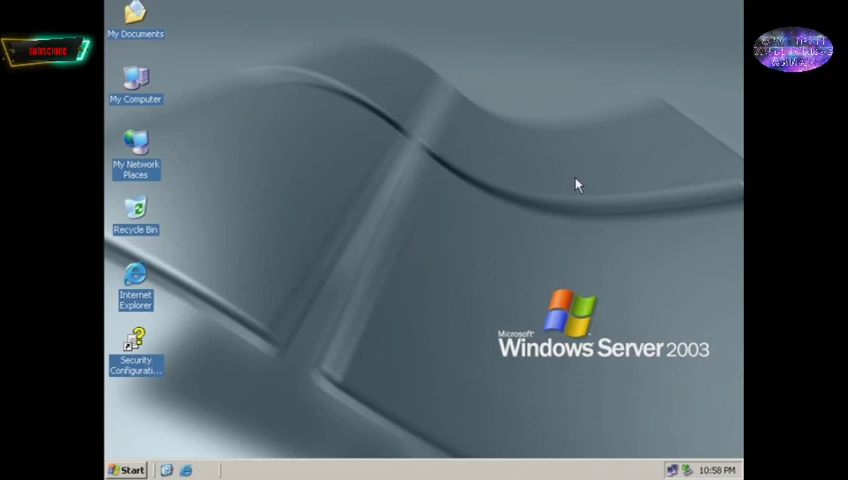 SUBSCRIBE
My Documents
My Computer
My Network
Places
Recycle Bin
Internet
Explorer
Security
Configurati...
Microsoft
Windows Server 2003
Start
10:58 PM